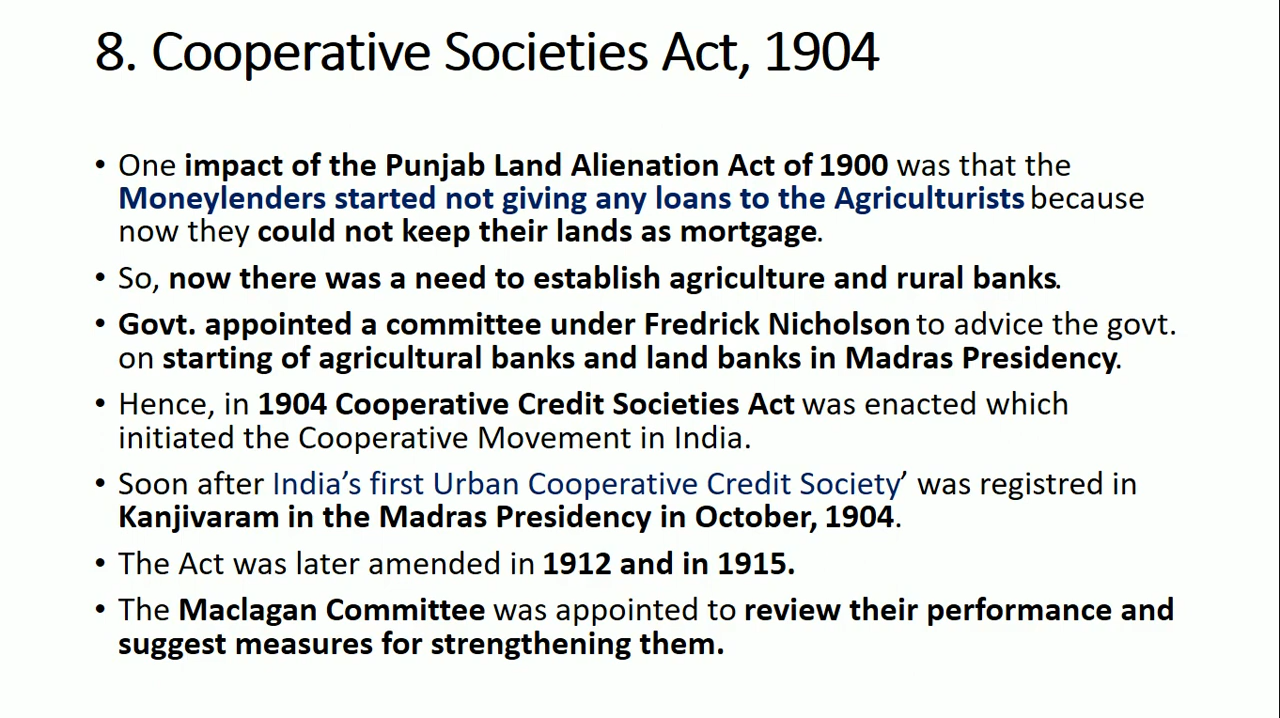 8. Cooperative Societies Act, 1904
• One impact of the Punjab Land Alienation Act of 1900 was that the
Moneylenders started not giving any loans to the Agriculturists because
now they could not keep their lands as mortgage.
• So, now there was a need to establish agriculture and rural banks.
• Govt. appointed a committee under Fredrick Nicholson to advice the govt.
on starting of agricultural banks and land banks in Madras Presidency.
• Hence, in 1904 Cooperative Credit Societies Act was enacted which
initiated the Cooperative Movement in India.
• Soon after India’s first Urban Cooperative Credit Society’ was registred in
Kanjivaram in the Madras Presidency in October, 1904.
• The Act was later amended in 1912 and in 1915.
• The Maclagan Committee was appointed to review their performance and
suggest measures for strengthening them.